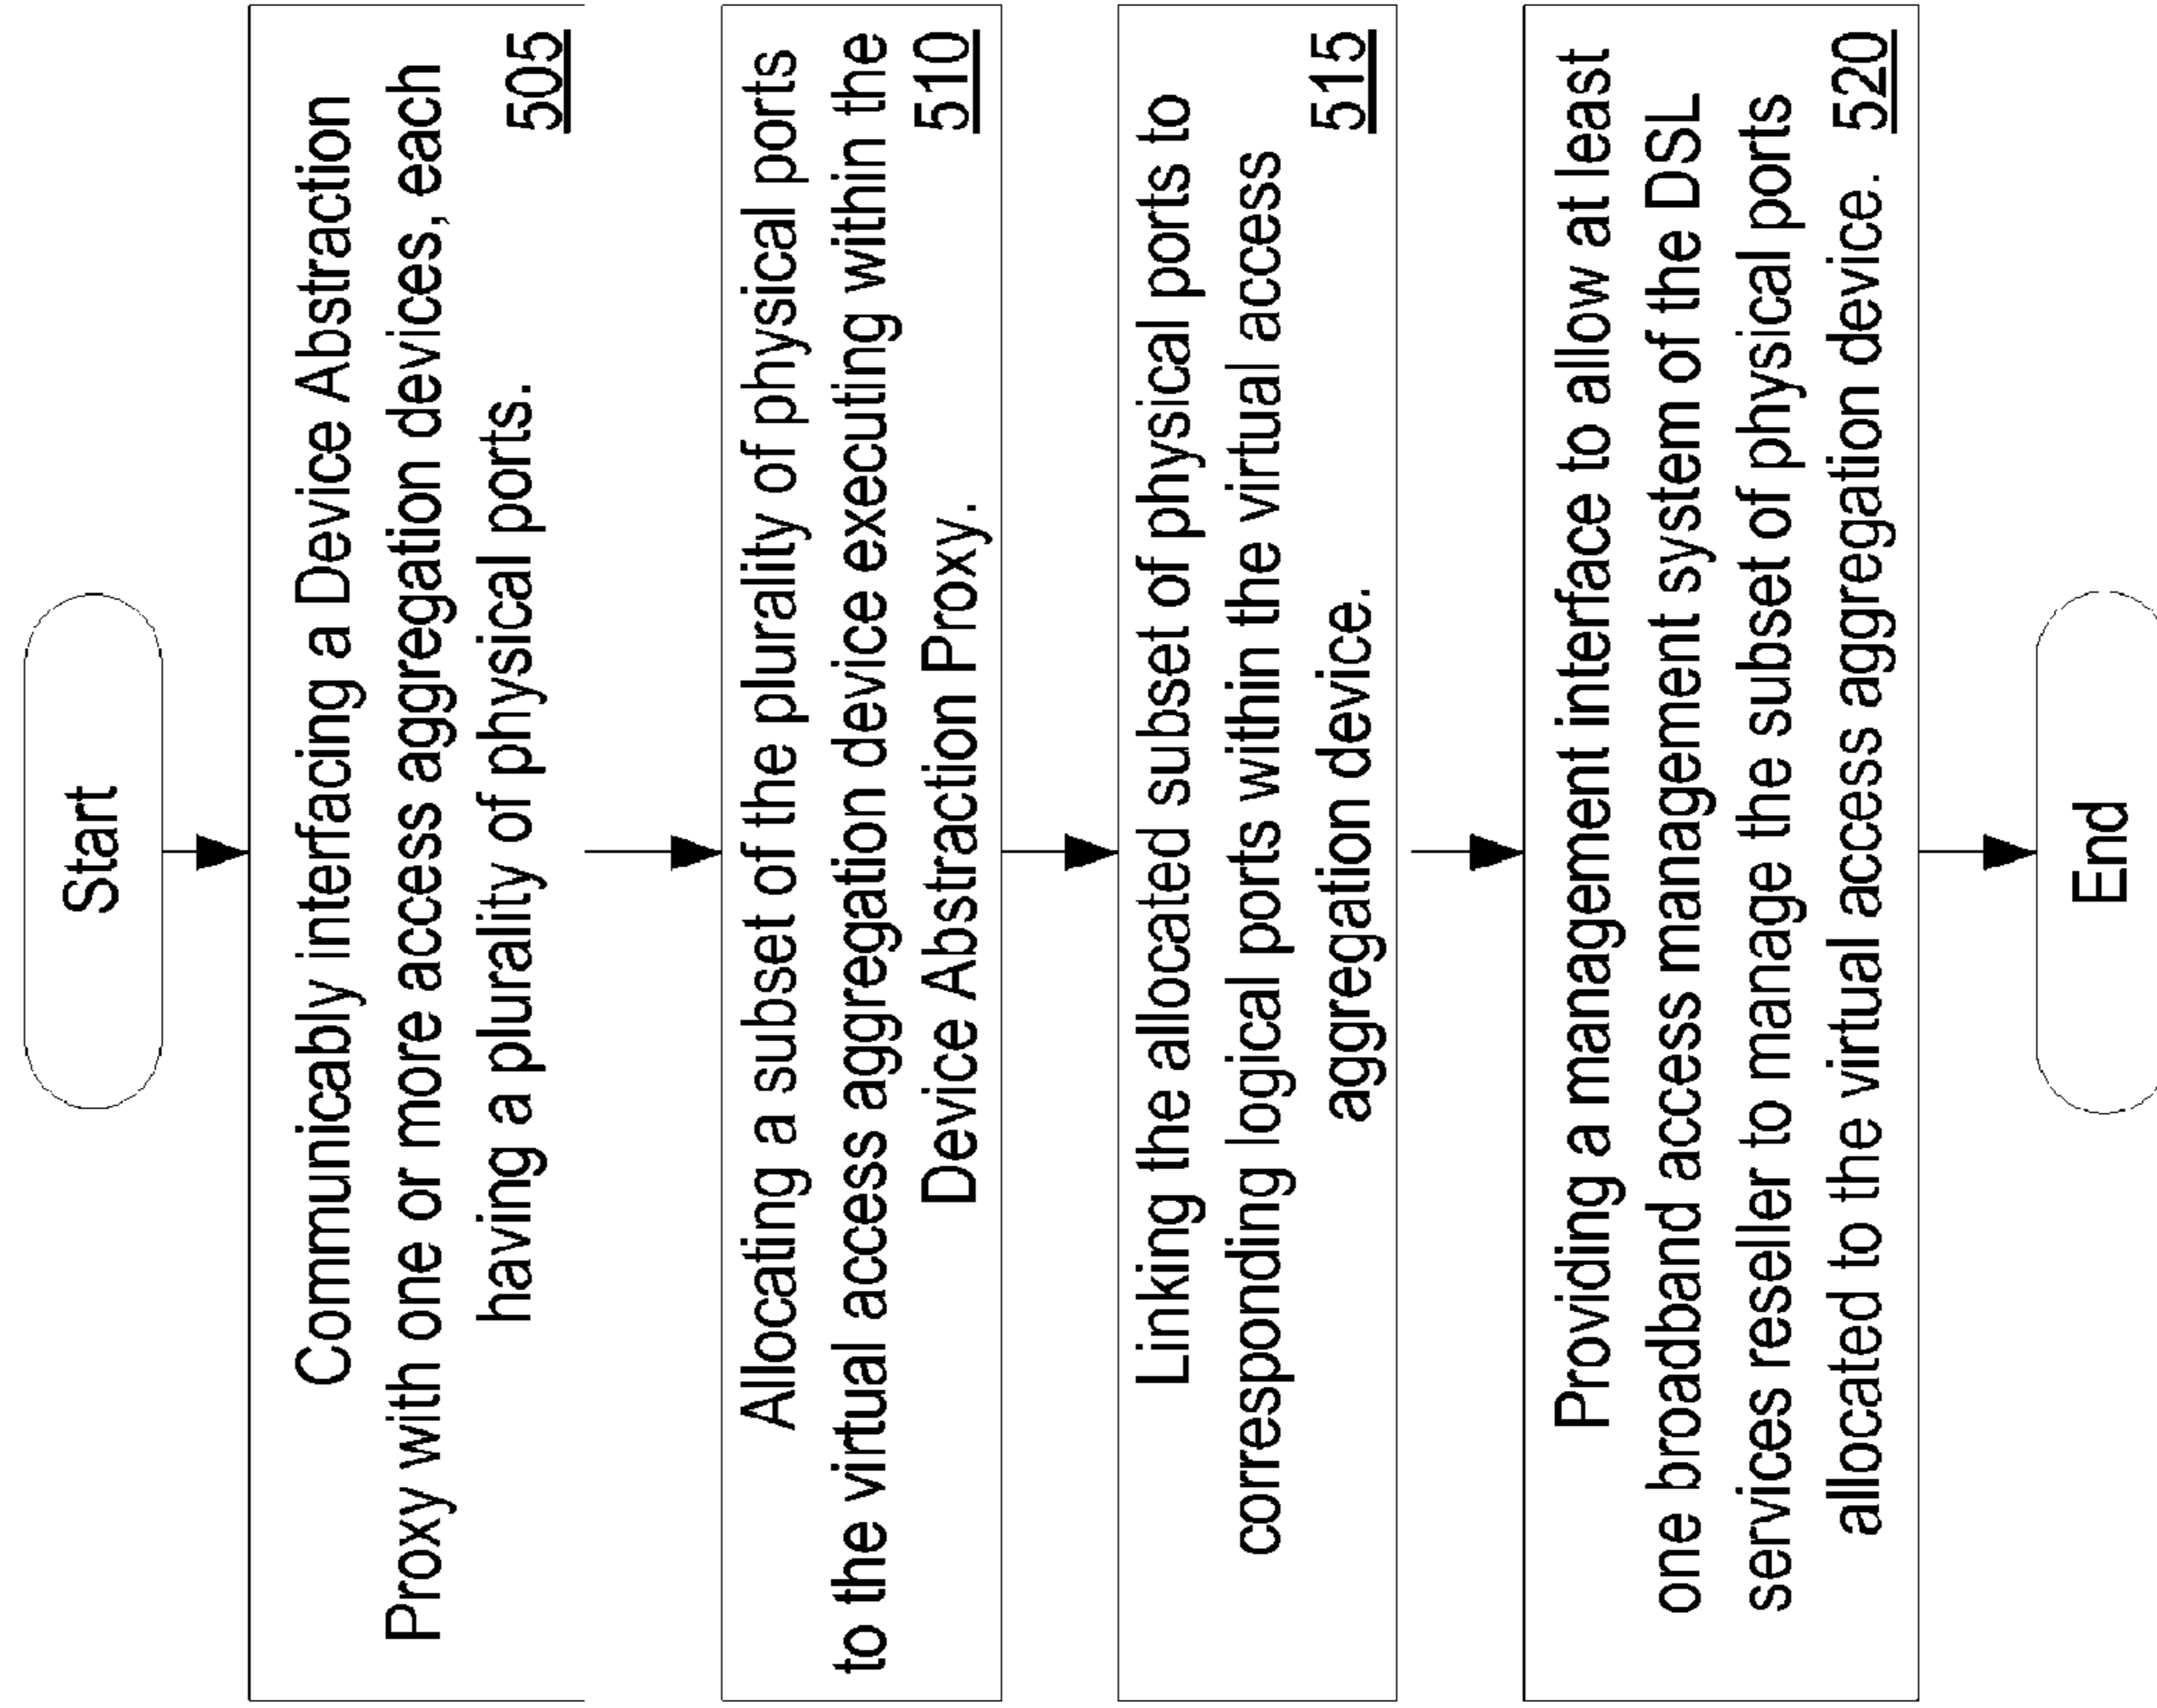 Start
Communicably interfacing a Device Abstraction
Proxy with one or more access aggregation devices, each
having a plurality of physical ports.
505
Allocating a subset of the plurality of physical ports
to the virtual access aggregation device executing within the
Device Abstraction Proxy.
510
Linking the allocated subset of physical ports to
corresponding logical ports within the virtual access
aggregation device.
515
Providing a management interface to allow at least
one broadband access management system of the DSL
services reseller to manage the subset of physical ports
allocated to the virtual access aggregation device. 520
End